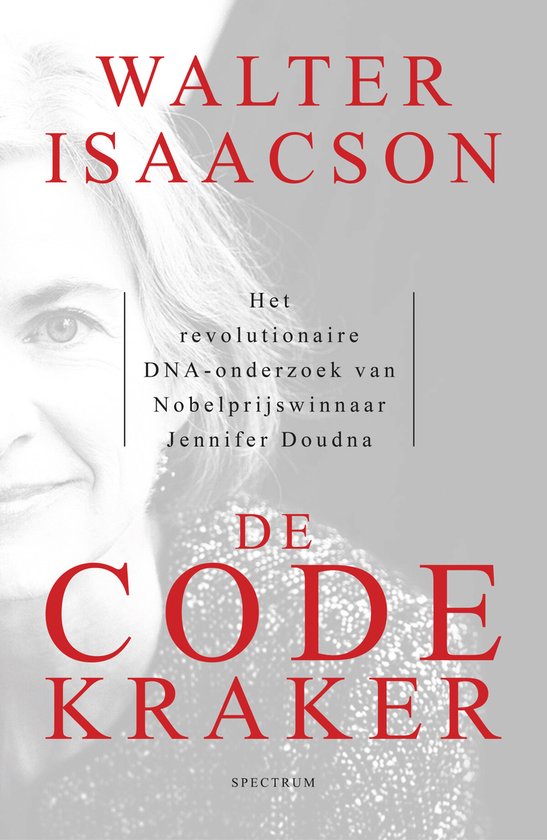 WALTER
ISAACSON
Het
revolutionaire
DNA-onderzoek van
Nobelprijswinnaar
Jennifer Doudna
DE
CODE
KRAKER
SPECTRUM